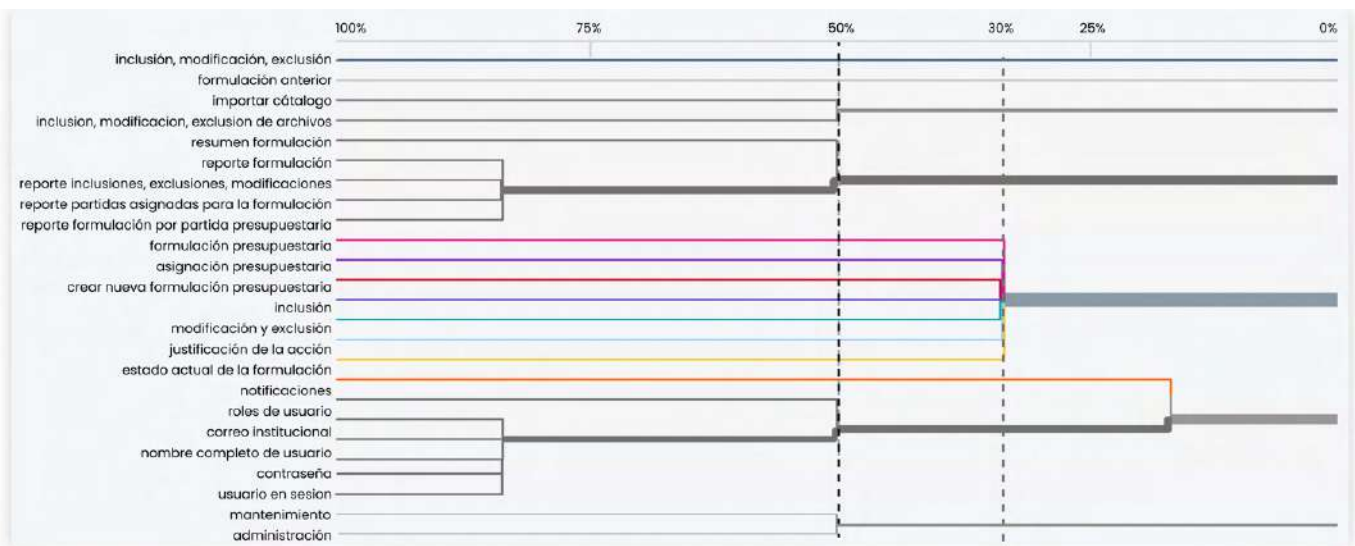 100% 75% 50% 30% 25% 0%
inclusión, modificación, exclusión
formulación anterior
importar cátalogo
inclusion, modificacion, exclusion de archivos
resumen formulación
reporte formulación
reporte inclusiones, exclusiones, modificaciones
reporte partidas asignadas para la formulación
reporte formulación por partida presupuestaria
formulación presupuestaria
asignación presupuestaria
crear nueva formulación presupuestaria
inclusión
modificación y exclusión
justificación de la acción
estado actual de la formulación
notificaciones
roles de usuario
correo institucional
nombre completo de usuario
contraseña
usuario en sesion
mantenimiento
administración